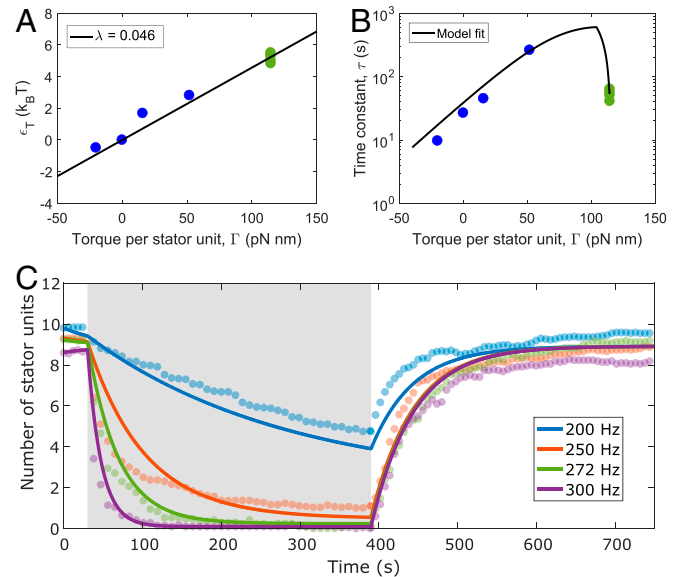 A
ε_T (k_BT)
8
6
4
2
0
-2
-4
λ = 0.046
-50
0
50
100
150
Torque per stator unit, Γ (pN nm)
B
Time constant, τ (s)
10^3
10^2
10^1
10^0
Model fit
-50
0
50
100
150
Torque per stator unit, Γ (pN nm)
C
Number of stator units
12
10
8
6
4
2
0
200 Hz
250 Hz
272 Hz
300 Hz
0
100
200
300
400
500
600
700
Time (s)